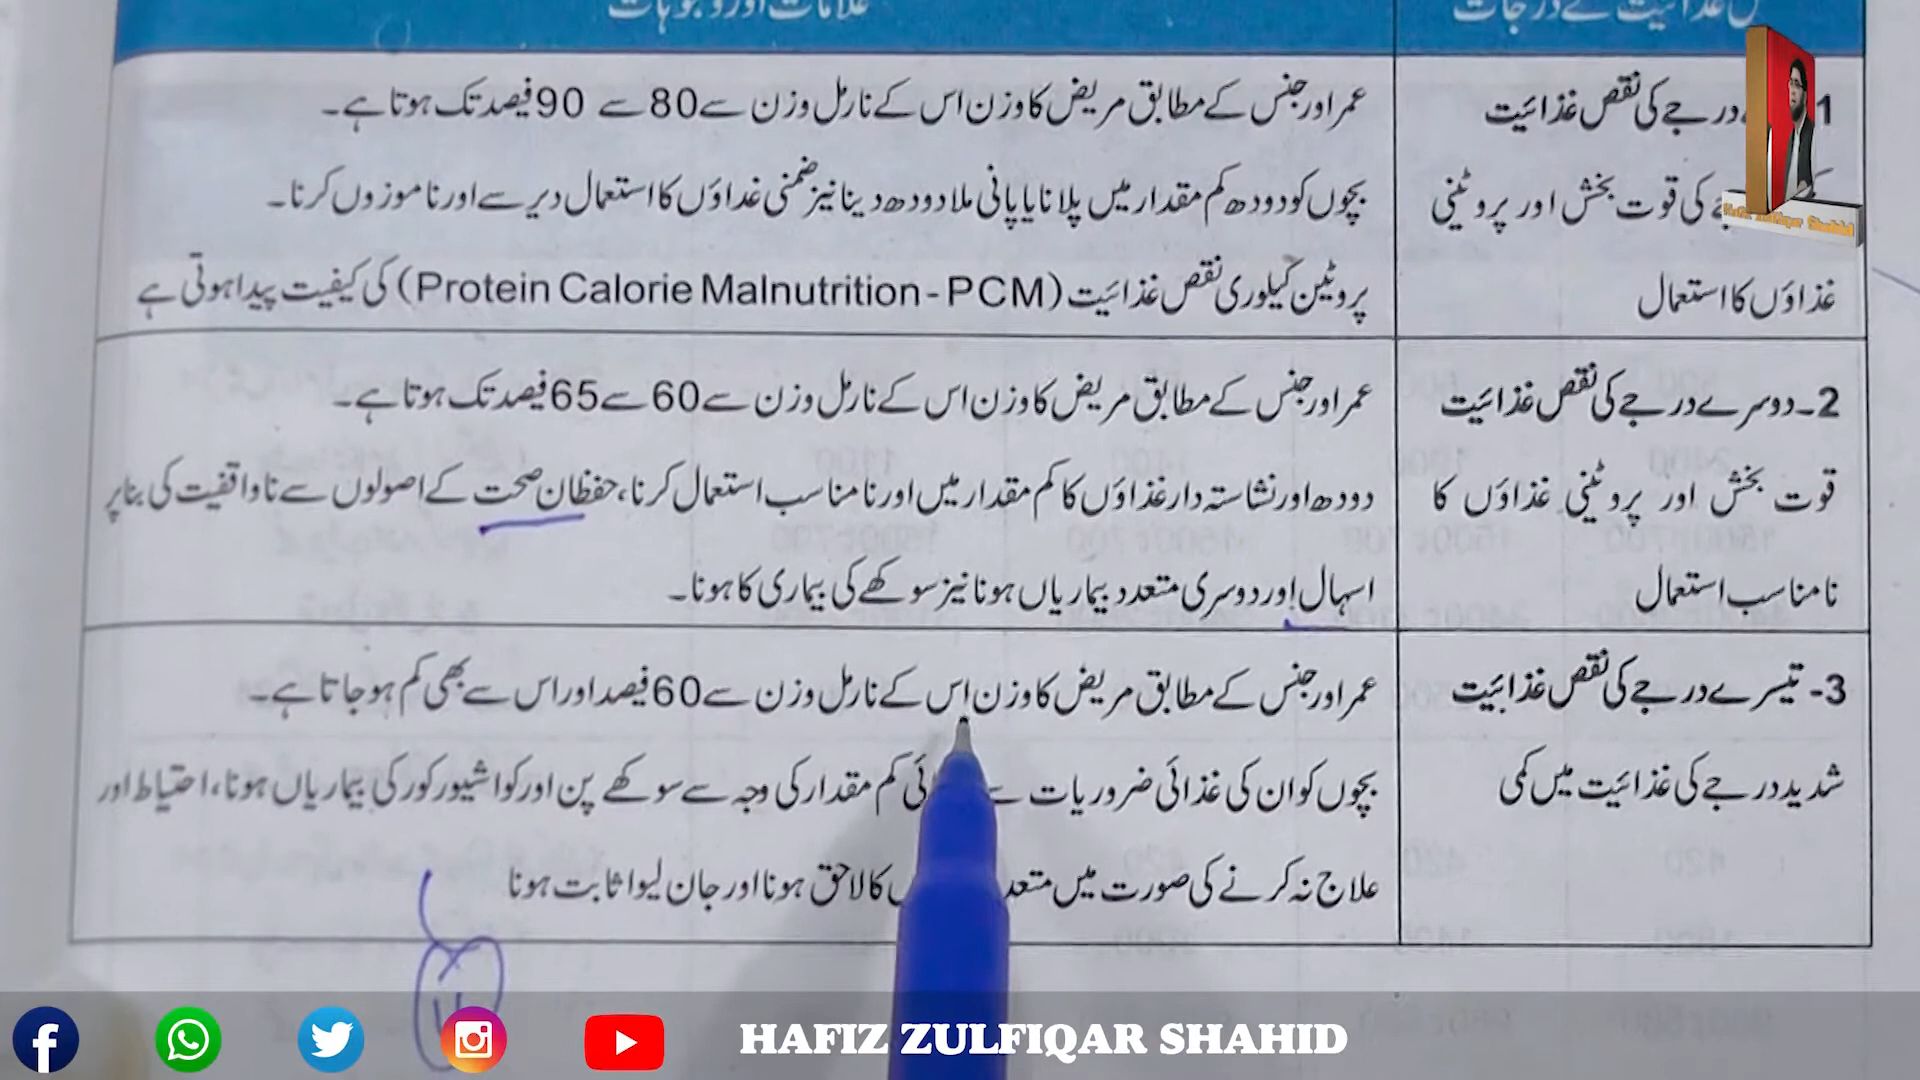 علامات اور وجوہات
غذائیت کے درجات
1
درجے کی نقص غذائیت
کی قوت بخش اور پروٹینی
غذاؤں کا استعمال
عمر اور جنس کے مطابق مریض کا وزن اس کے نارمل وزن سے 80 سے 90 فیصد تک ہوتا ہے۔
بچوں کو دودھ کم مقدار میں پلانا یا پانی ملا دودھ دینا نیز ضمنی غذاؤں کا استعمال دیر سے اور ناموزوں کرنا۔
پروٹین کیلوری نقص غذائیت (Protein Calorie Malnutrition - PCM) کی کیفیت پیدا ہوتی ہے
2۔ دوسرے درجے کی نقص غذائیت
قوت بخش اور پروٹینی غذاؤں کا
نامناسب استعمال
عمر اور جنس کے مطابق مریض کا وزن اس کے نارمل وزن سے 60 سے 65 فیصد تک ہوتا ہے۔
دودھ اور نشاستہ دار غذاؤں کا کم مقدار میں اور نامناسب استعمال کرنا، حفظان صحت کے اصولوں سے ناواقفیت کی بنا پر
اسہال اور دوسری متعدد بیماریاں ہونا نیز سوکھے کی بیماری کا ہونا۔
3- تیسرے درجے کی نقص غذائیت
شدید درجے کی غذائیت میں کمی
عمر اور جنس کے مطابق مریض کا وزن اس کے نارمل وزن سے 60 فیصد اور اس سے بھی کم ہو جاتا ہے۔
بچوں کو ان کی غذائی ضروریات سے کم مقدار کی وجہ سے سوکھے پن اور کواشیورکور کی بیماریاں ہونا، احتیاط اور
علاج نہ کرنے کی صورت میں کا لاحق ہونا اور جان لیوا ثابت ہونا
Hafiz Zulfiqar Shahid
HAFIZ ZULFIQAR SHAHID